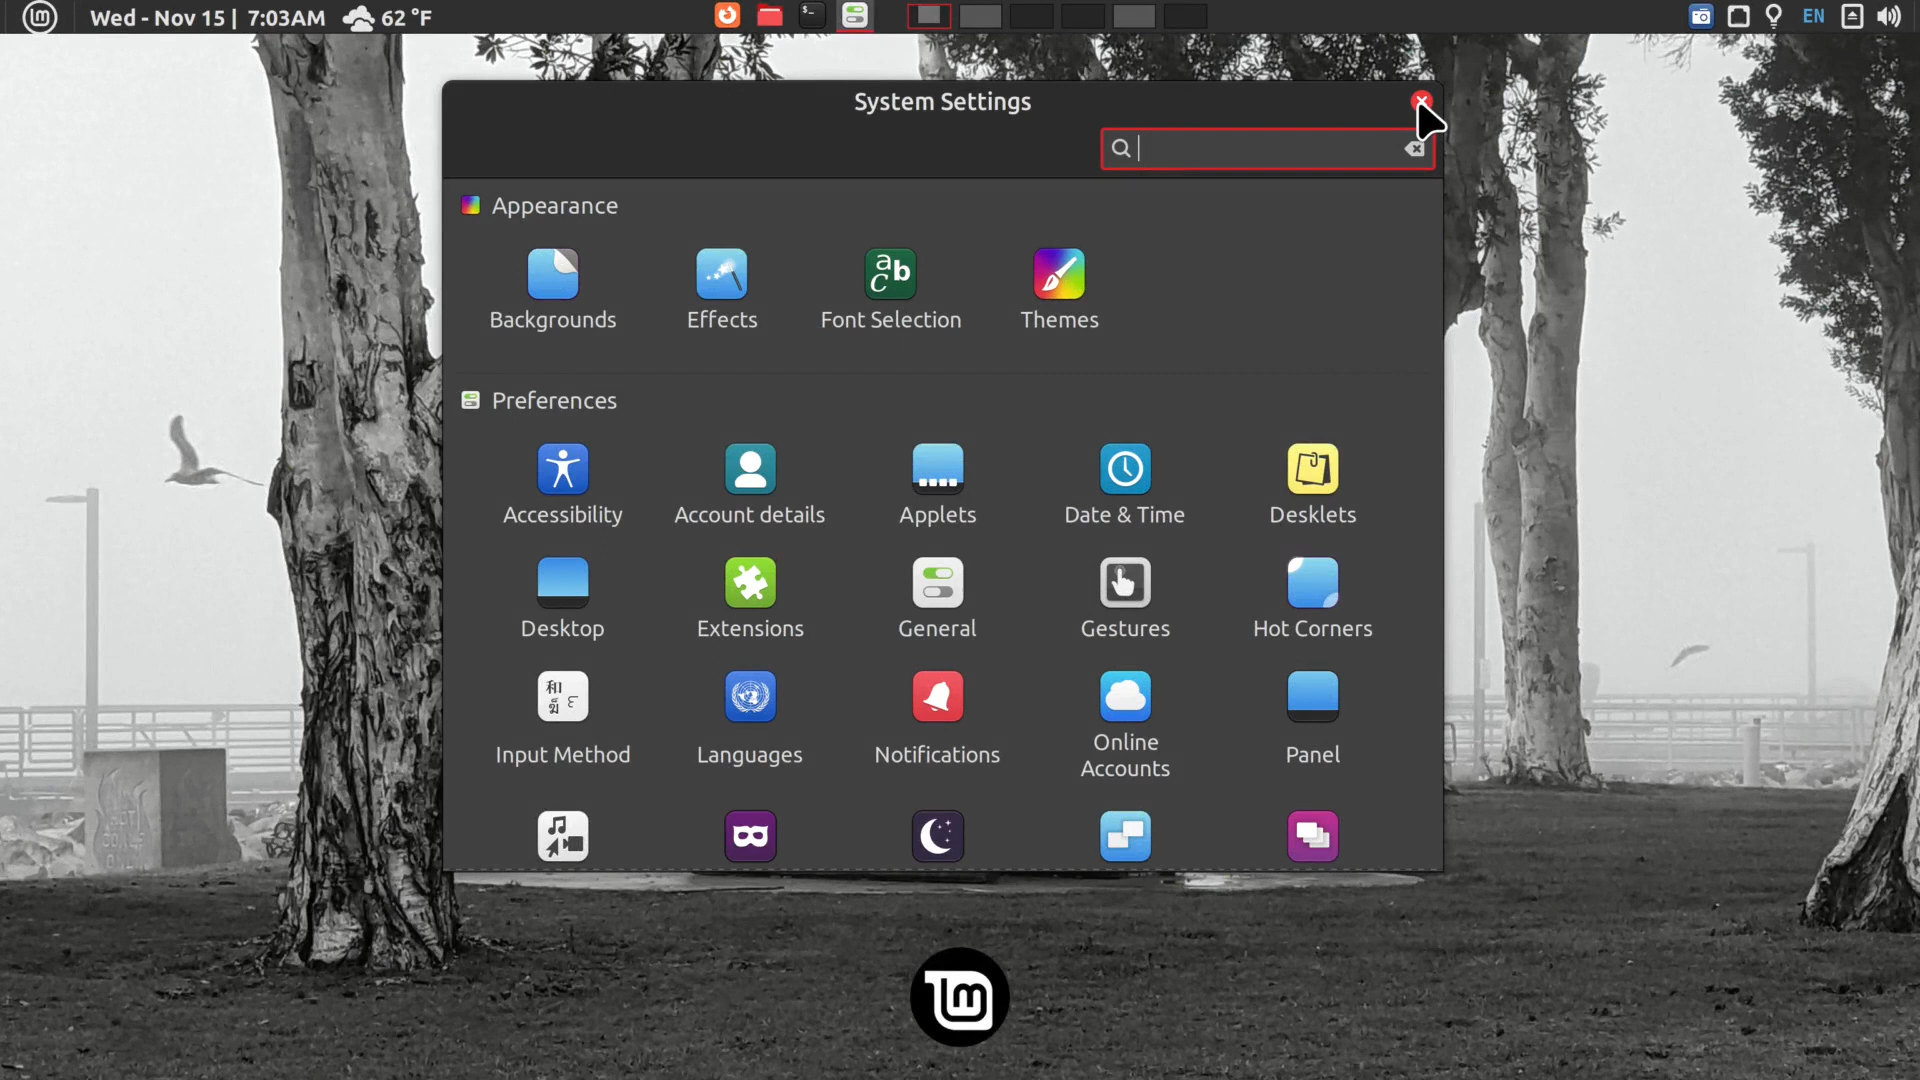 Wed - Nov 15 | 7:03AM 62 °F
EN
System Settings
Appearance
Backgrounds Effects Font Selection Themes
Preferences
Accessibility Account details Applets Date & Time Desklets
Desktop Extensions General Gestures Hot Corners
Input Method Languages Notifications Online Accounts Panel